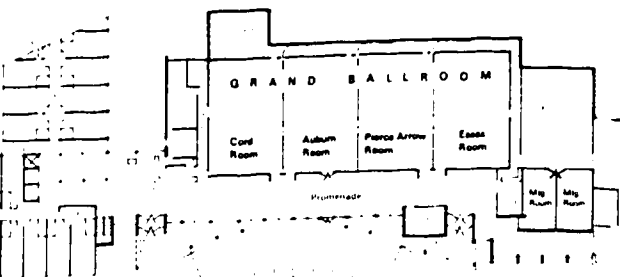 GRAND BALLROOM
Cord Room
Auburn Room
Pierce Arrow Room
Essex Room
Promenade
Mtg Room
Mtg Room